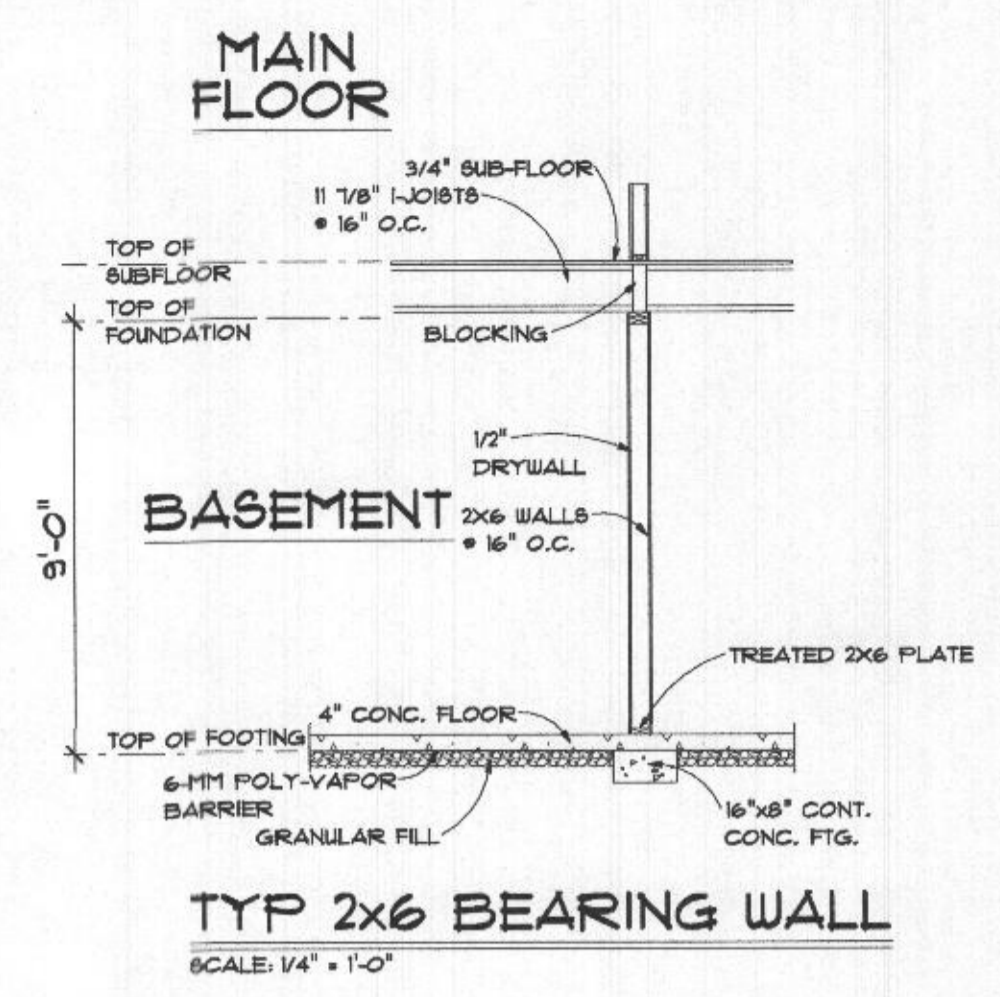 MAIN
FLOOR
3/4" SUB-FLOOR
11 7/8" I-JOISTS
@ 16" O.C.
TOP OF
SUBFLOOR
TOP OF
FOUNDATION
BLOCKING
1/2"
DRYWALL
BASEMENT
2X6 WALLS
@ 16" O.C.
9'-0"
TREATED 2X6 PLATE
4" CONC. FLOOR
TOP OF FOOTING
6-MM POLY-VAPOR
BARRIER
GRANULAR FILL
16"x8" CONT.
CONC. FTG.
TYP 2x6 BEARING WALL
SCALE: 1/4" = 1'-0"